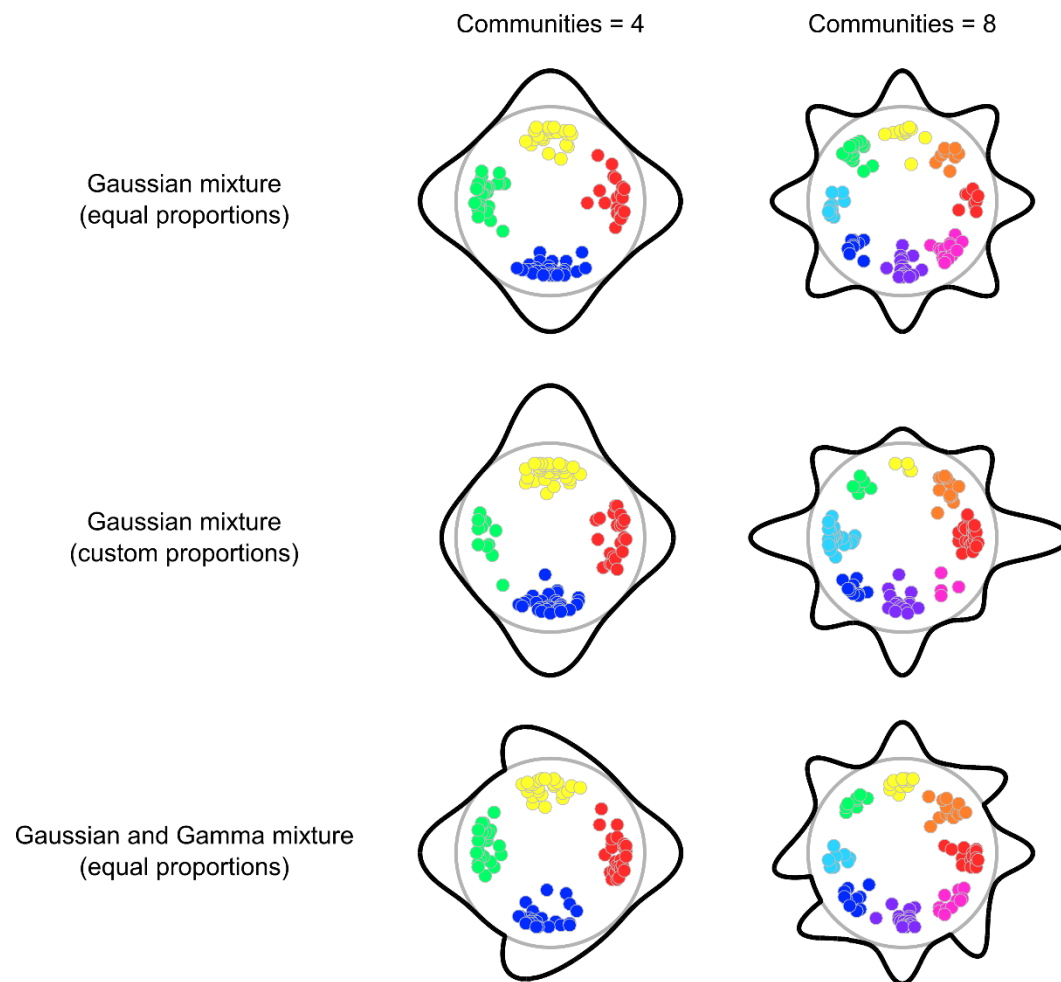 Communities = 4
Communities = 8
Gaussian mixture
(equal proportions)
Gaussian mixture
(custom proportions)
Gaussian and Gamma mixture
(equal proportions)